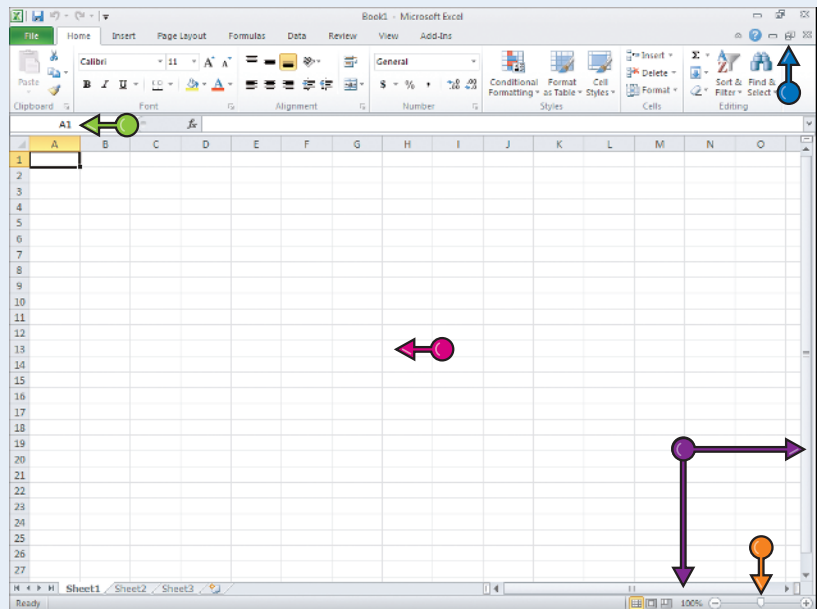 Book1 - Microsoft Excel
File Home Insert Page Layout Formulas Data Review View Add-Ins
Calibri 11 A A General Σ Insert
Paste Conditional Format Cell Delete Sort & Find &
B I U A $ % , .0 .00 Formatting as Table Styles Format Filter Select
Clipboard Font Alignment Number Styles Cells Editing
A1 fx
A B C D E F G H I J K L M N O
1
2
3
4
5
6
7
8
9
10
11
12
13
14
15
16
17
18
19
20
21
22
23
24
25
26
27
Sheet1 Sheet2 Sheet3
Ready 100%